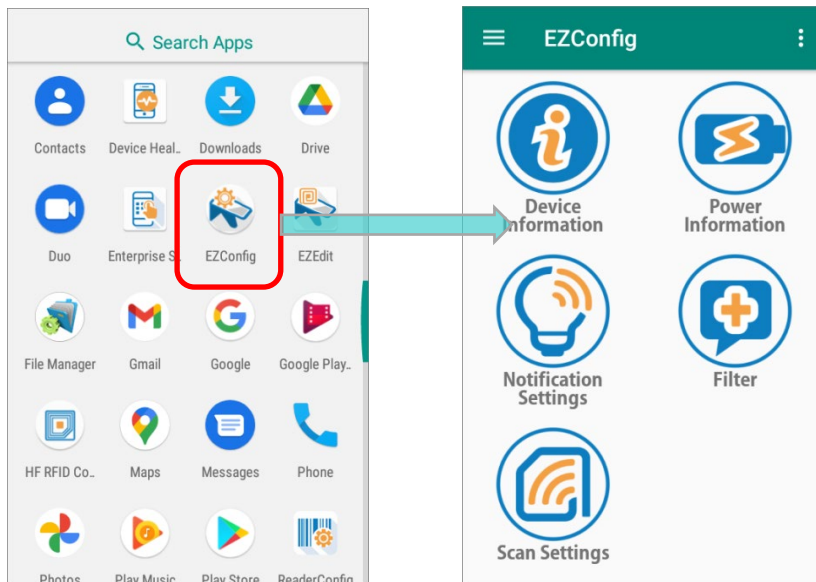 Search Apps
Contacts
Device Heal..
Downloads
Drive
Duo
Enterprise S..
EZConfig
EZEdit
File Manager
Gmail
Google
Google Play..
HF RFID Co..
Maps
Messages
Phone
Photos
Play Music
Play Store
ReaderConfig
EZConfig
Device
Information
Power
Information
Notification
Settings
Filter
Scan Settings